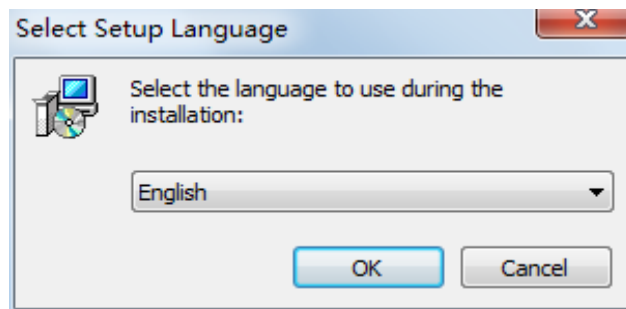 Select Setup Language
Select the language to use during the
installation:
English
OK Cancel